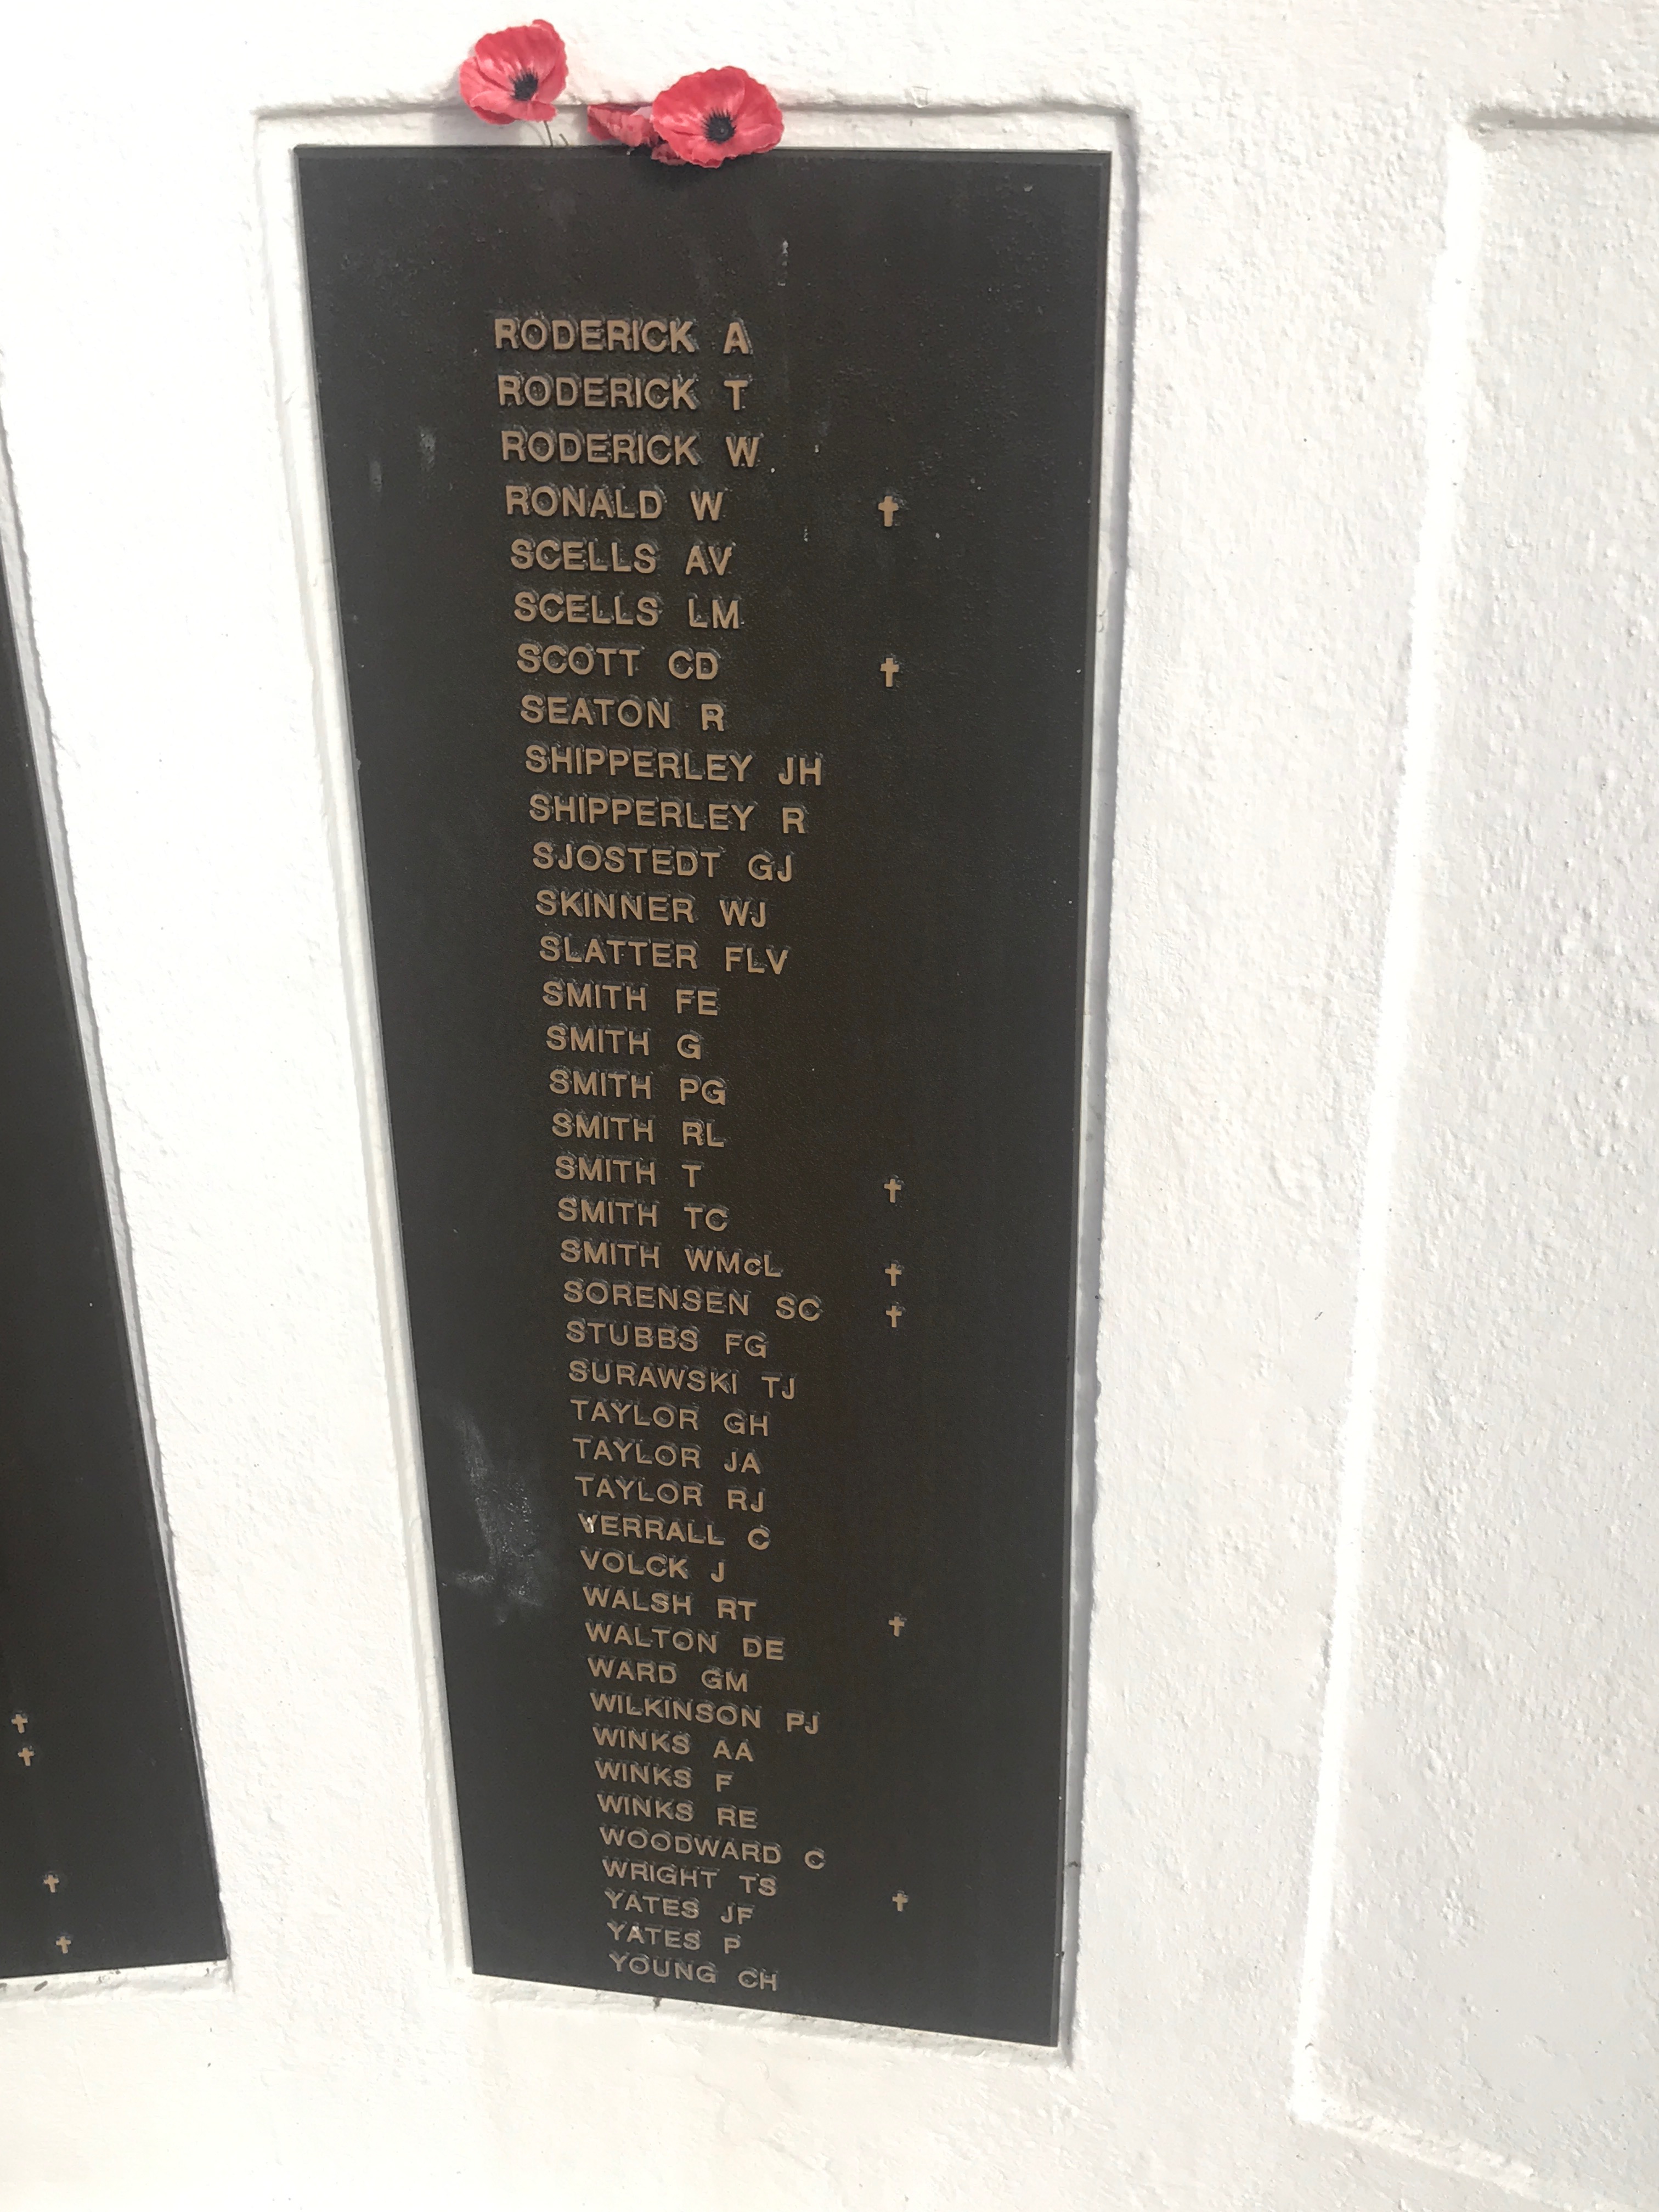 RODERICK A
RODERICK T
RODERICK W
RONALD W †
SCELLS AV
SCELLS LM
SCOTT CD †
SEATON R
SHIPPERLEY JH
SHIPPERLEY R
SJOSTEDT GJ
SKINNER WJ
SLATTER FLV
SMITH FE
SMITH G
SMITH PG
SMITH RL
SMITH T †
SMITH TC
SMITH WMcL †
SORENSEN SC †
STUBBS FG
SURAWSKI TJ
TAYLOR GH
TAYLOR JA
TAYLOR RJ
VERRALL C
VOLCK J
WALSH RT †
WALTON DE
WARD GM
WILKINSON PJ
WINKS AA
WINKS F
WINKS RE
WOODWARD C
WRIGHT TS †
YATES JF
YATES P
YOUNG CH